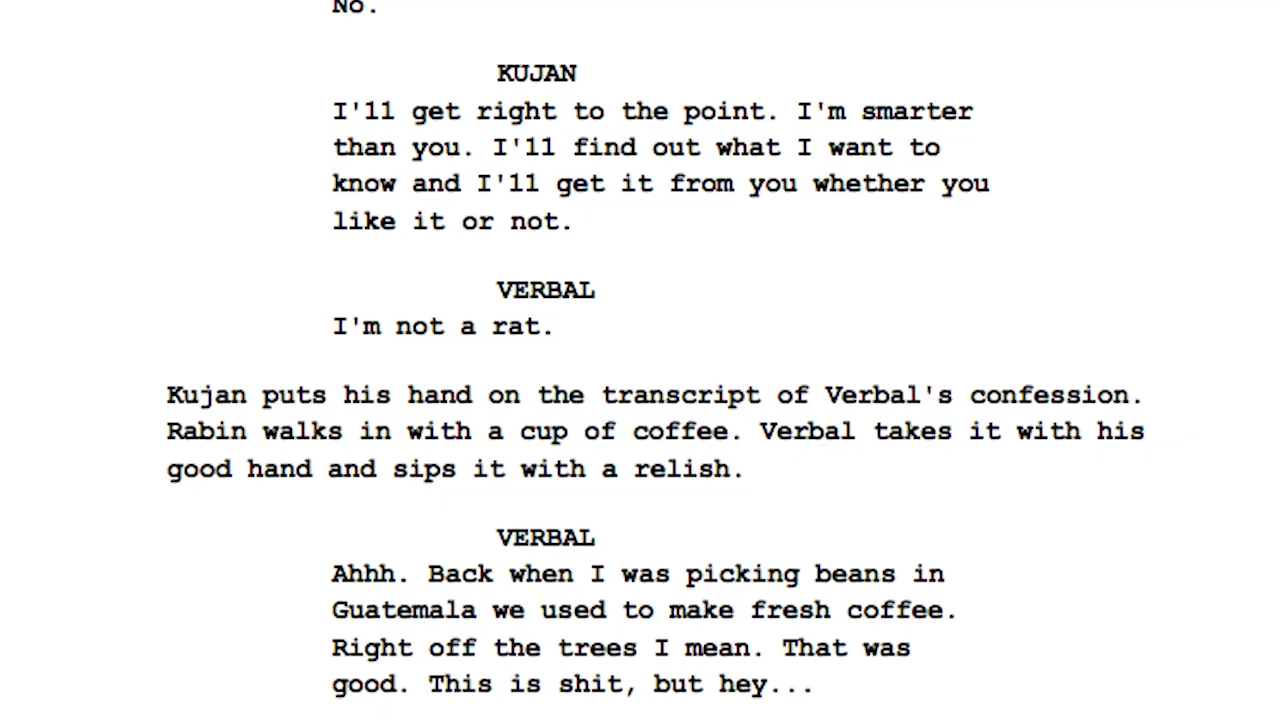 No.
KUJAN
I'll get right to the point. I'm smarter
than you. I'll find out what I want to
know and I'll get it from you whether you
like it or not.
VERBAL
I'm not a rat.
Kujan puts his hand on the transcript of Verbal's confession.
Rabin walks in with a cup of coffee. Verbal takes it with his
good hand and sips it with a relish.
VERBAL
Ahhh. Back when I was picking beans in
Guatemala we used to make fresh coffee.
Right off the trees I mean. That was
good. This is shit, but hey...